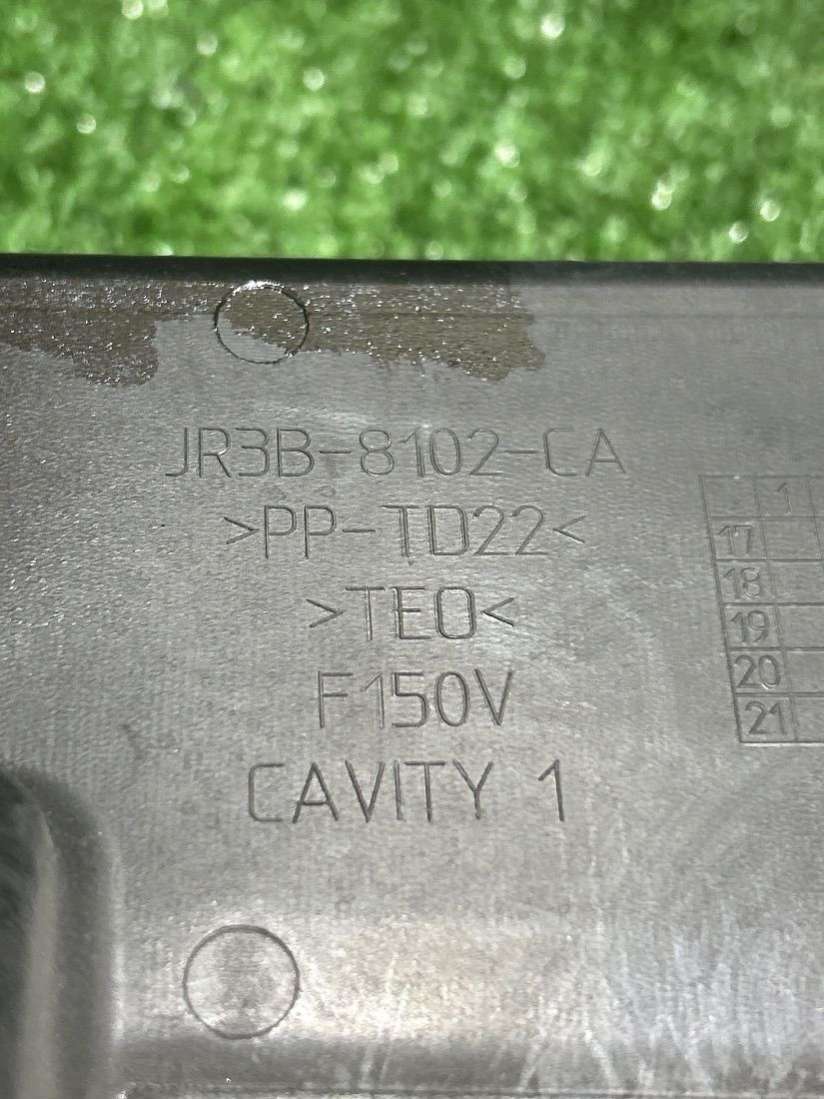 JR3B-8102-CA
>PP-TD22<
>TEO<
F150V
CAVITY 1
1
17
18
19
20
21